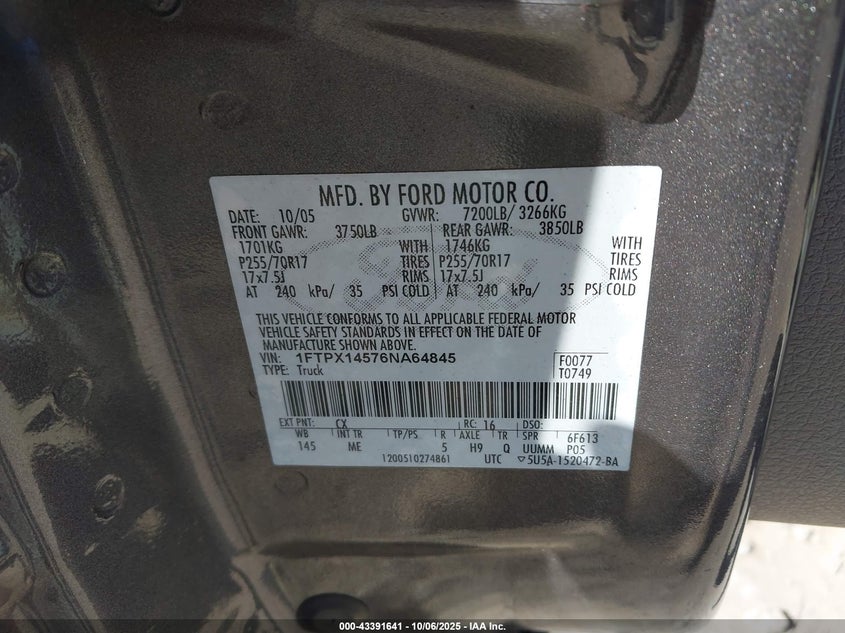 MFD. BY FORD MOTOR CO.
DATE: 10/05 GVWR: 7200LB/ 3266KG
FRONT GAWR: 3750LB REAR GAWR: 3850LB
1701KG WITH 1746KG WITH
P255/70R17 TIRES P255/70R17 TIRES
17x7.5J RIMS 17x7.5J RIMS
AT 240 kPa/ 35 PSI COLD AT 240 kPa/ 35 PSI COLD
THIS VEHICLE CONFORMS TO ALL APPLICABLE FEDERAL MOTOR
VEHICLE SAFETY STANDARDS IN EFFECT ON THE DATE OF
MANUFACTURE SHOWN ABOVE.
VIN: 1FTPX14576NA64845 F0077
TYPE: Truck T0749
EXT PNT: CX RC: 16 DSO:
WB INT TR TP/PS R AXLE TR SPR 6F613
145 ME 5 H9 Q UUMM P05
1200510274861 UTC ▽5U5A-1520472-BA
Ford
000-43391641 - 10/06/2025 - IAA Inc.